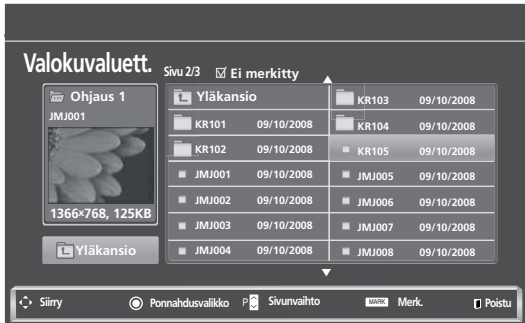 Valokuvaluett. Sivu 2/3 ☑ Ei merkitty
Ohjaus 1
JMJ001
1366×768, 125KB
Yläkansio
Yläkansio
KR101 09/10/2008
KR102 09/10/2008
JMJ001 09/10/2008
JMJ002 09/10/2008
JMJ003 09/10/2008
JMJ004 09/10/2008
KR103 09/10/2008
KR104 09/10/2008
KR105 09/10/2008
JMJ005 09/10/2008
JMJ006 09/10/2008
JMJ007 09/10/2008
JMJ008 09/10/2008
Siirry Ponnahdusvalikko P Sivunvaihto MARK Merk. Poistu